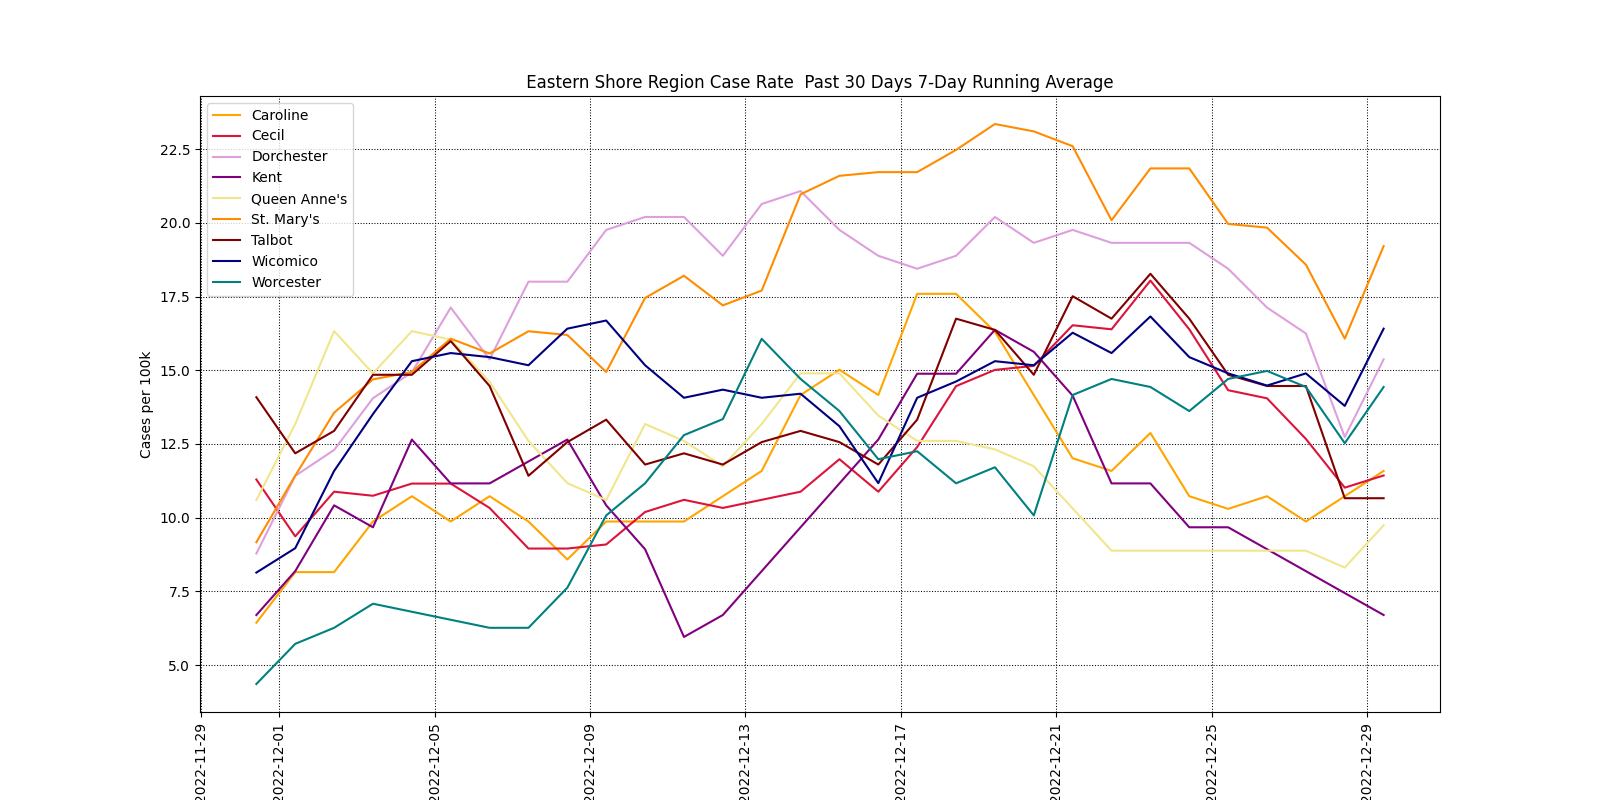 Eastern Shore Region Case Rate  Past 30 Days 7-Day Running Average
Caroline
Cecil
Dorchester
Kent
Queen Anne's
St. Mary's
Talbot
Wicomico
Worcester
22.5
20.0
17.5
15.0
12.5
10.0
7.5
5.0
Cases per 100k
2022-11-29
2022-12-01
2022-12-05
2022-12-09
2022-12-13
2022-12-17
2022-12-21
2022-12-25
2022-12-29